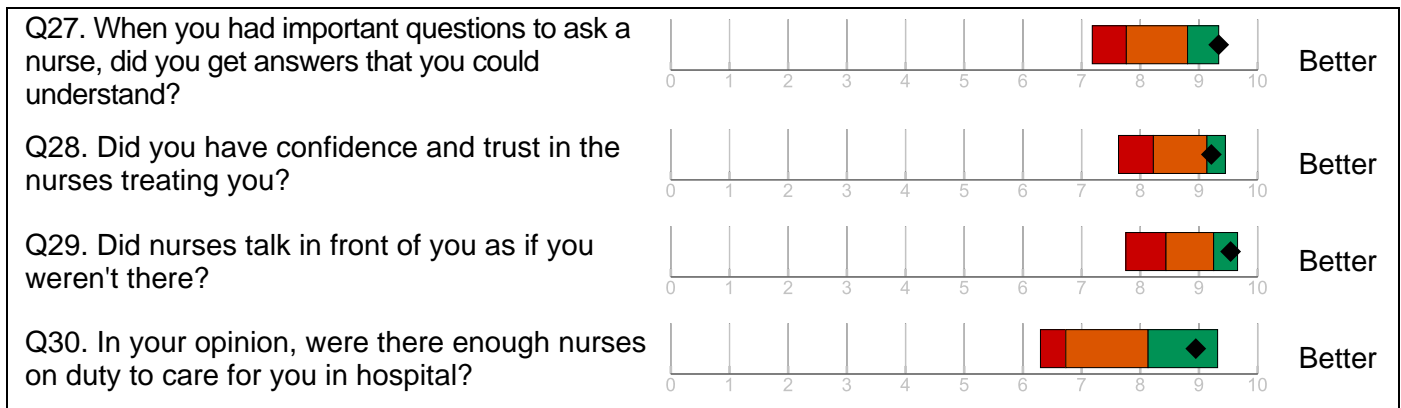 Q27. When you had important questions to ask a
nurse, did you get answers that you could
understand?
0 1 2 3 4 5 6 7 8 9 10
Better
Q28. Did you have confidence and trust in the
nurses treating you?
0 1 2 3 4 5 6 7 8 9 10
Better
Q29. Did nurses talk in front of you as if you
weren't there?
0 1 2 3 4 5 6 7 8 9 10
Better
Q30. In your opinion, were there enough nurses
on duty to care for you in hospital?
0 1 2 3 4 5 6 7 8 9 10
Better